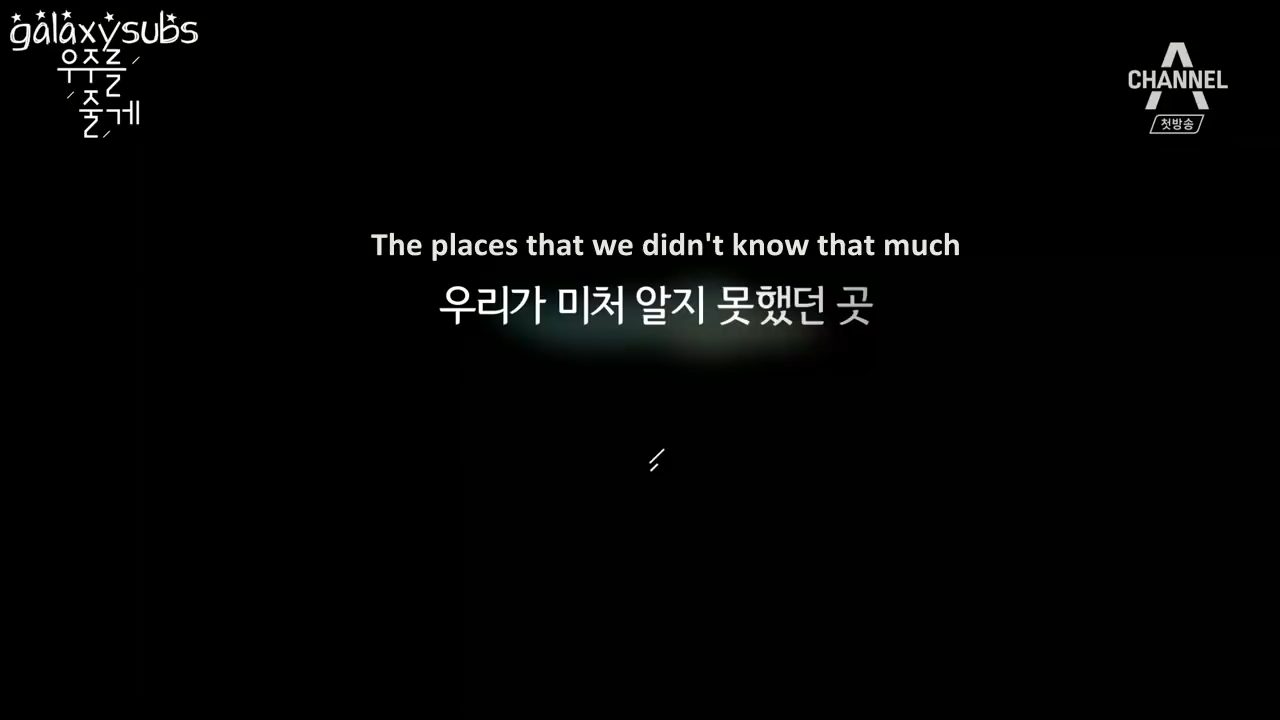 galaxysubs
우주를
줄게
CHANNEL A
첫방송
The places that we didn't know that much
우리가 미처 알지 못했던 곳